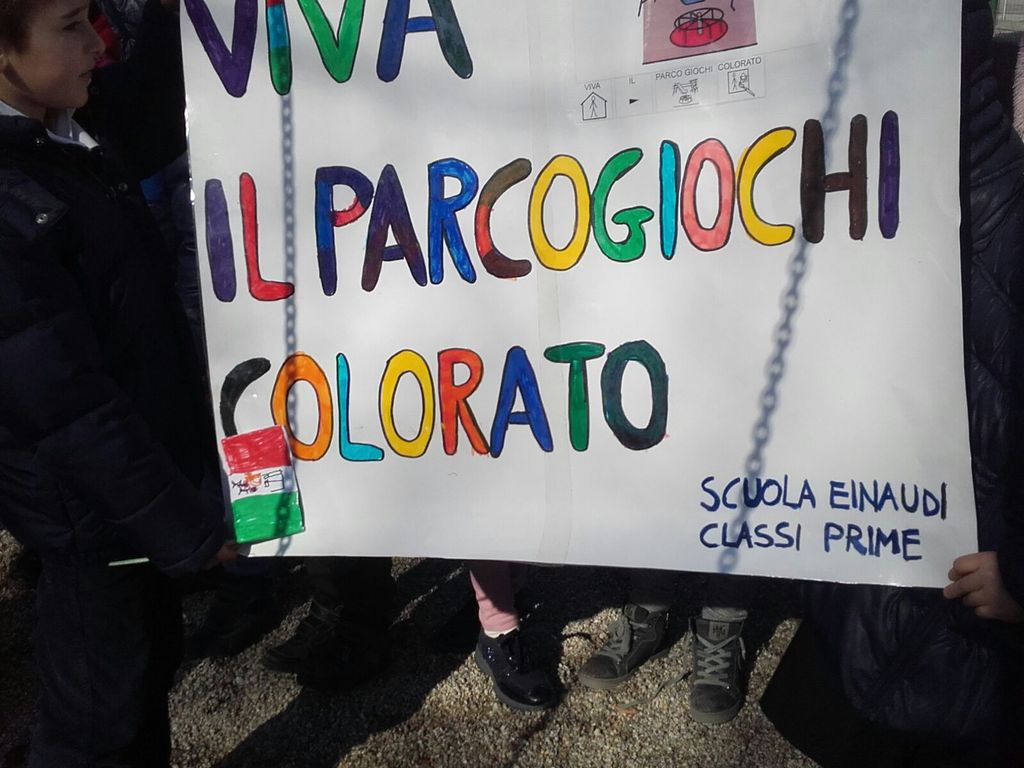 VIVA
VIVA IL PARCO GIOCHI COLORATO
IL PARCOGIOCHI
COLORATO
SCUOLA EINAUDI
CLASSI PRIME